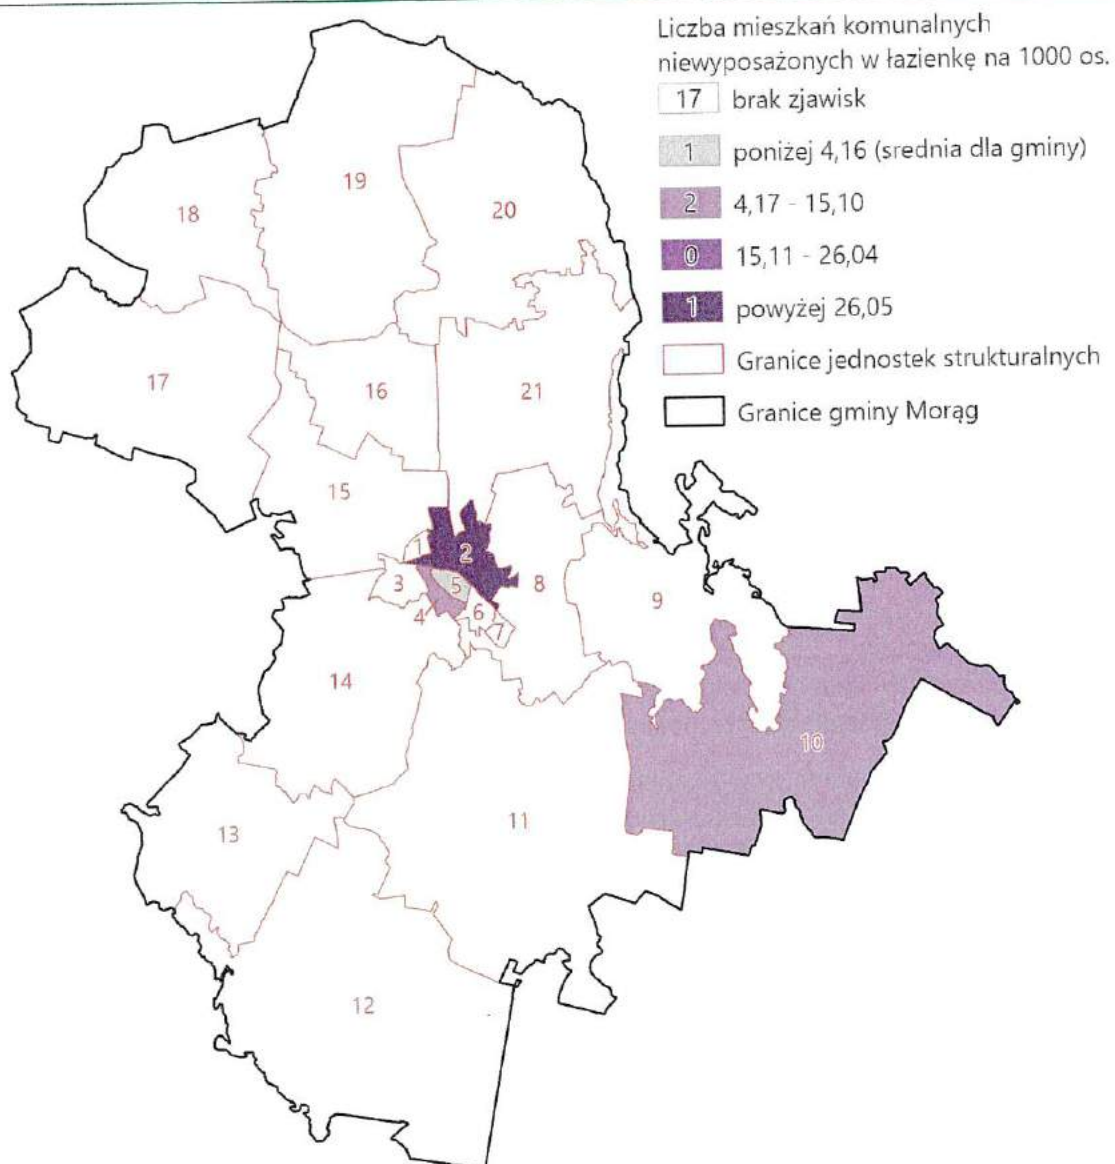 Liczba mieszkań komunalnych
niewyposażonych w łazienkę na 1000 os.
17 brak zjawisk
1 poniżej 4,16 (srednia dla gminy)
2 4,17 - 15,10
0 15,11 - 26,04
1 powyżej 26,05
Granice jednostek strukturalnych
Granice gminy Morąg
19
18
20
17
16
21
15
1
2
3
5
8
9
4
6
7
14
10
11
13
12